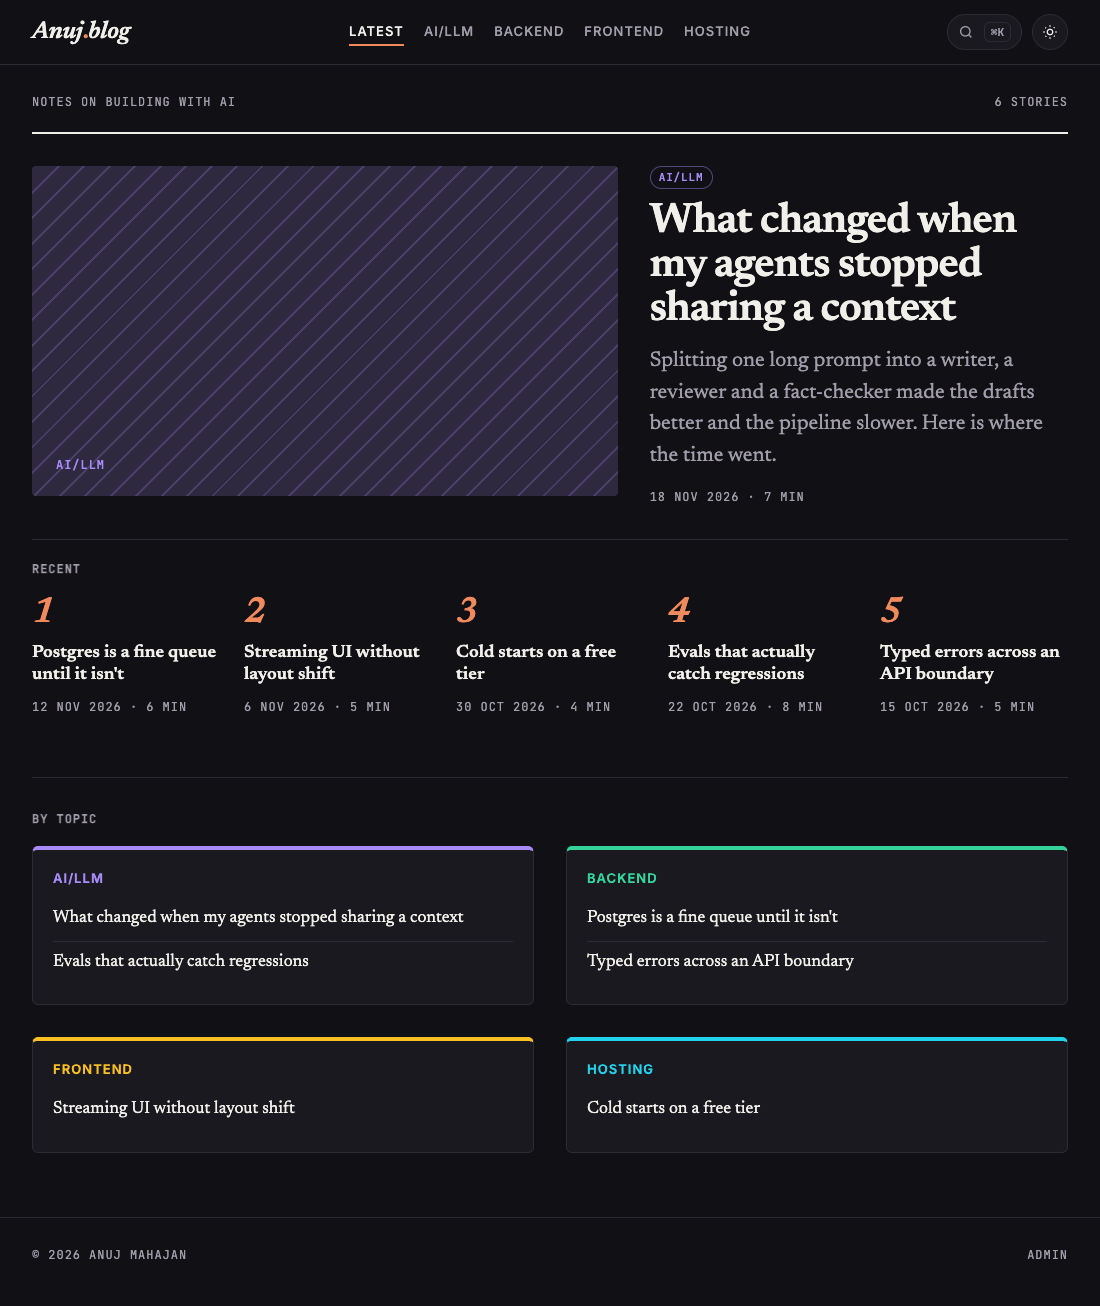 Anuj.blog
LATEST AI/LLM BACKEND FRONTEND HOSTING
⌘K
NOTES ON BUILDING WITH AI
6 STORIES
AI/LLM
AI/LLM
What changed when
my agents stopped
sharing a context
Splitting one long prompt into a writer, a
reviewer and a fact-checker made the drafts
better and the pipeline slower. Here is where
the time went.
18 NOV 2026 · 7 MIN
RECENT
1
Postgres is a fine queue
until it isn't
12 NOV 2026 · 6 MIN
2
Streaming UI without
layout shift
6 NOV 2026 · 5 MIN
3
Cold starts on a free
tier
30 OCT 2026 · 4 MIN
4
Evals that actually
catch regressions
22 OCT 2026 · 8 MIN
5
Typed errors across an
API boundary
15 OCT 2026 · 5 MIN
BY TOPIC
AI/LLM
What changed when my agents stopped sharing a context
Evals that actually catch regressions
BACKEND
Postgres is a fine queue until it isn't
Typed errors across an API boundary
FRONTEND
Streaming UI without layout shift
HOSTING
Cold starts on a free tier
© 2026 ANUJ MAHAJAN
ADMIN